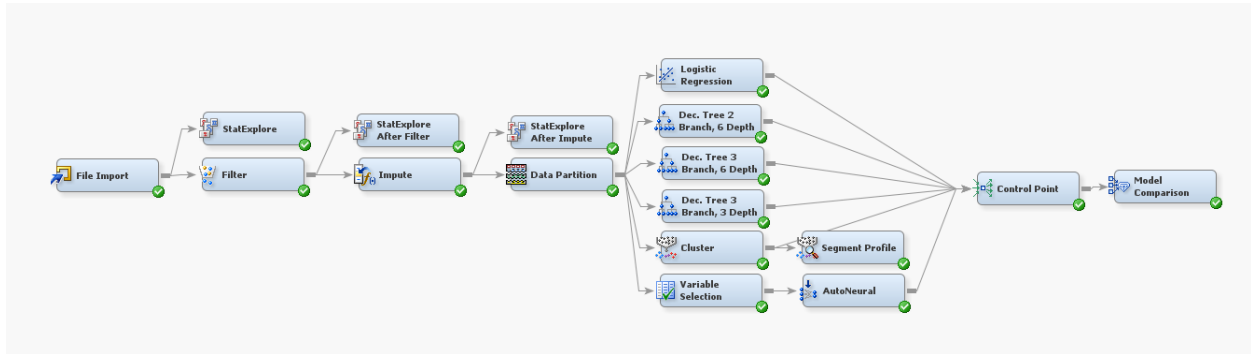 File Import
StatExplore
Filter
StatExplore
After Filter
Impute
StatExplore
After Impute
Data Partition
Logistic
Regression
Dec. Tree 2
Branch, 6 Depth
Dec. Tree 3
Branch, 6 Depth
Dec. Tree 3
Branch, 3 Depth
Cluster
Segment Profile
Variable
Selection
AutoNeural
Control Point
Model
Comparison